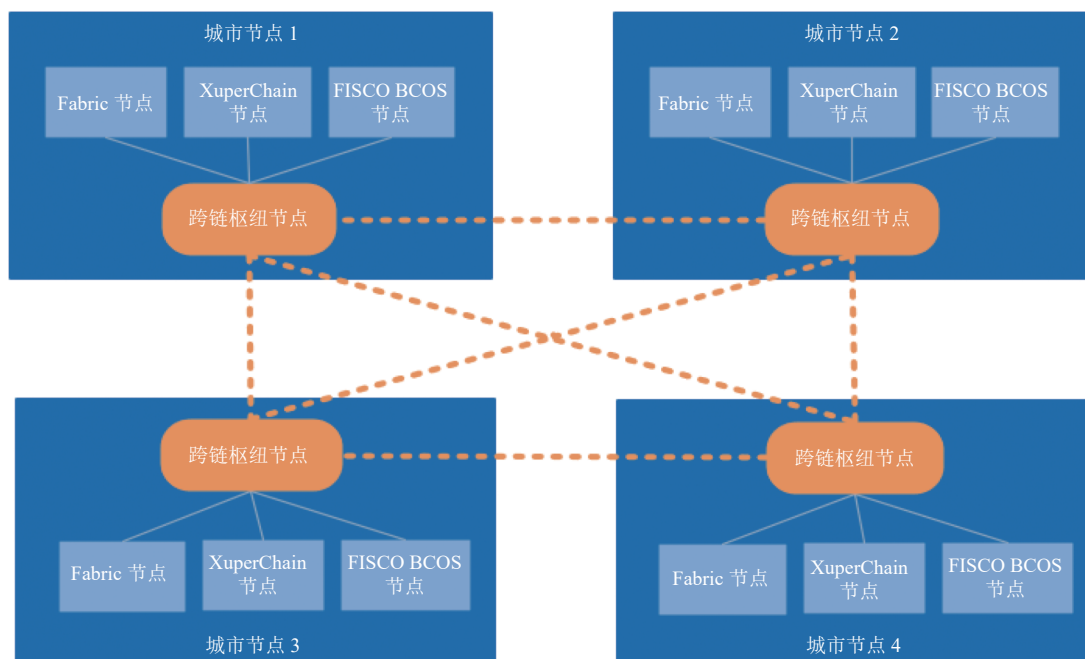 城市节点 1
Fabric 节点
XuperChain
节点
FISCO BCOS
节点
跨链枢纽节点
城市节点 2
Fabric 节点
XuperChain
节点
FISCO BCOS
节点
跨链枢纽节点
跨链枢纽节点
Fabric 节点
XuperChain
节点
FISCO BCOS
节点
城市节点 3
跨链枢纽节点
Fabric 节点
XuperChain
节点
FISCO BCOS
节点
城市节点 4